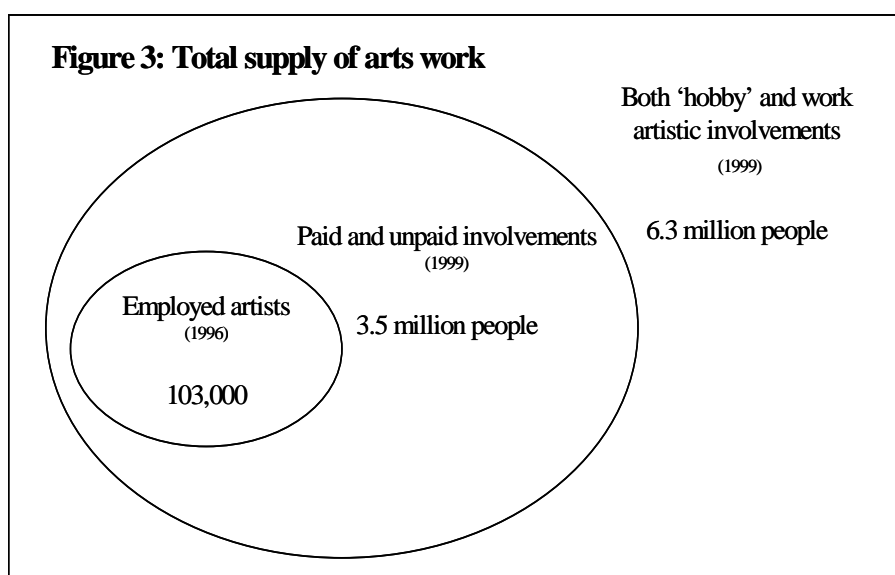 Figure 3: Total supply of arts work
Both ‘hobby’ and work
artistic involvements
(1999)
6.3 million people
Paid and unpaid involvements
(1999)
3.5 million people
Employed artists
(1996)
103,000